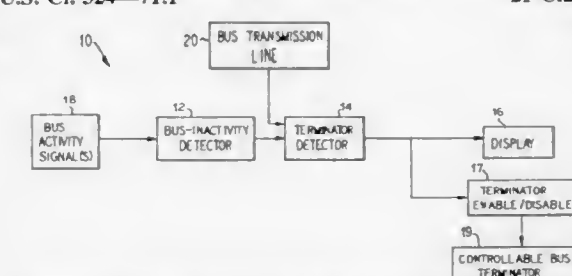 U.S. Cl. 324—71.1
10
20
BUS TRANSMISSION
LINE
18
BUS
ACTIVITY
SIGNAL(S)
12
BUS-INACTIVITY
DETECTOR
14
TERMINATOR
DETECTOR
16
DISPLAY
17
TERMINATOR
ENABLE/DISABLE
19
CONTROLLABLE BUS
TERMINATOR